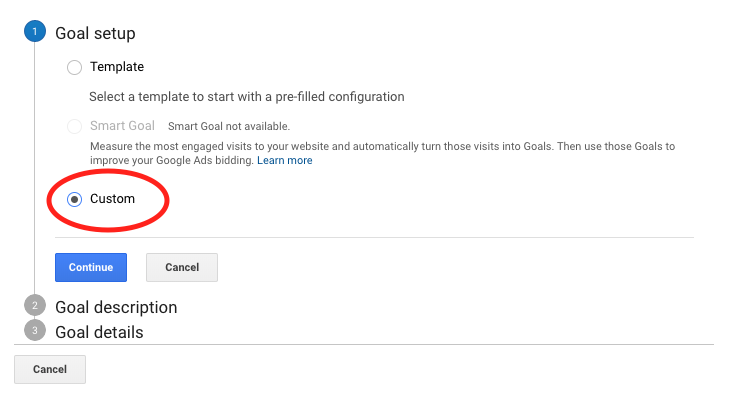 1 Goal setup
Template
Select a template to start with a pre-filled configuration
Smart Goal Smart Goal not available.
Measure the most engaged visits to your website and automatically turn those visits into Goals. Then use those Goals to
improve your Google Ads bidding. Learn more
Custom
Continue Cancel
2 Goal description
3 Goal details
Cancel